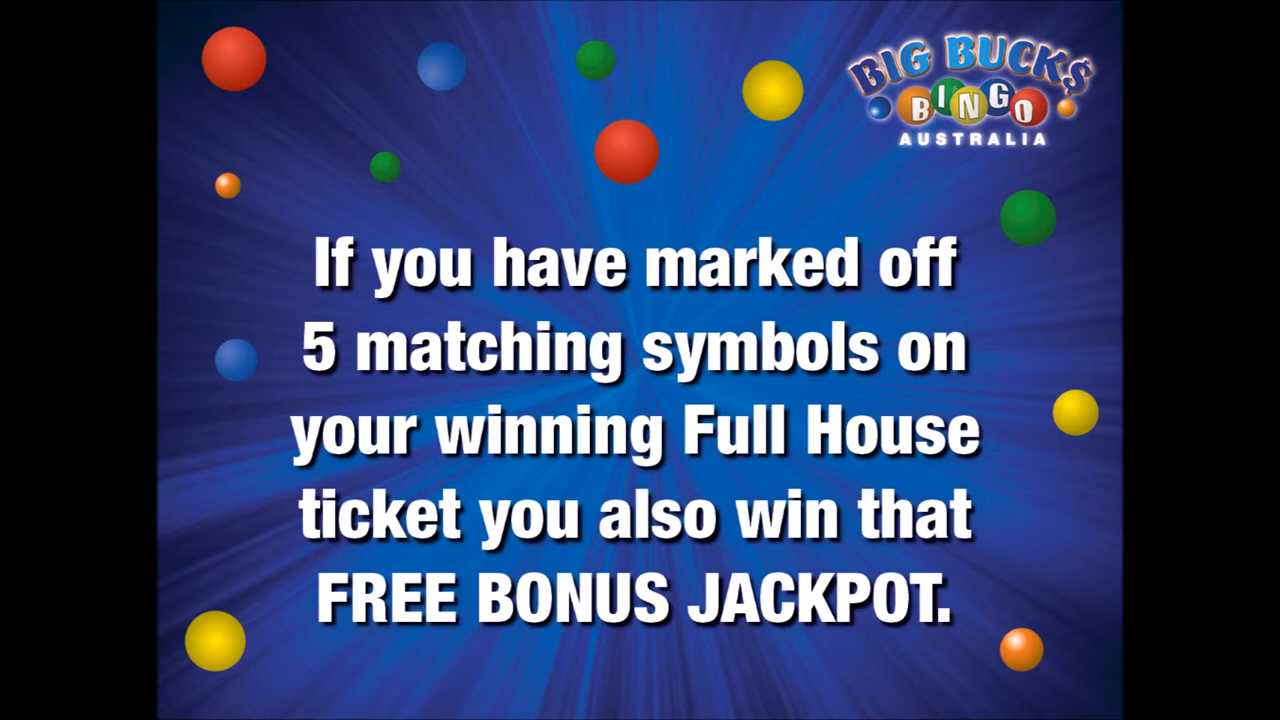 BIG BUCK$
BINGO
AUSTRALIA
If you have marked off
5 matching symbols on
your winning Full House
ticket you also win that
FREE BONUS JACKPOT.